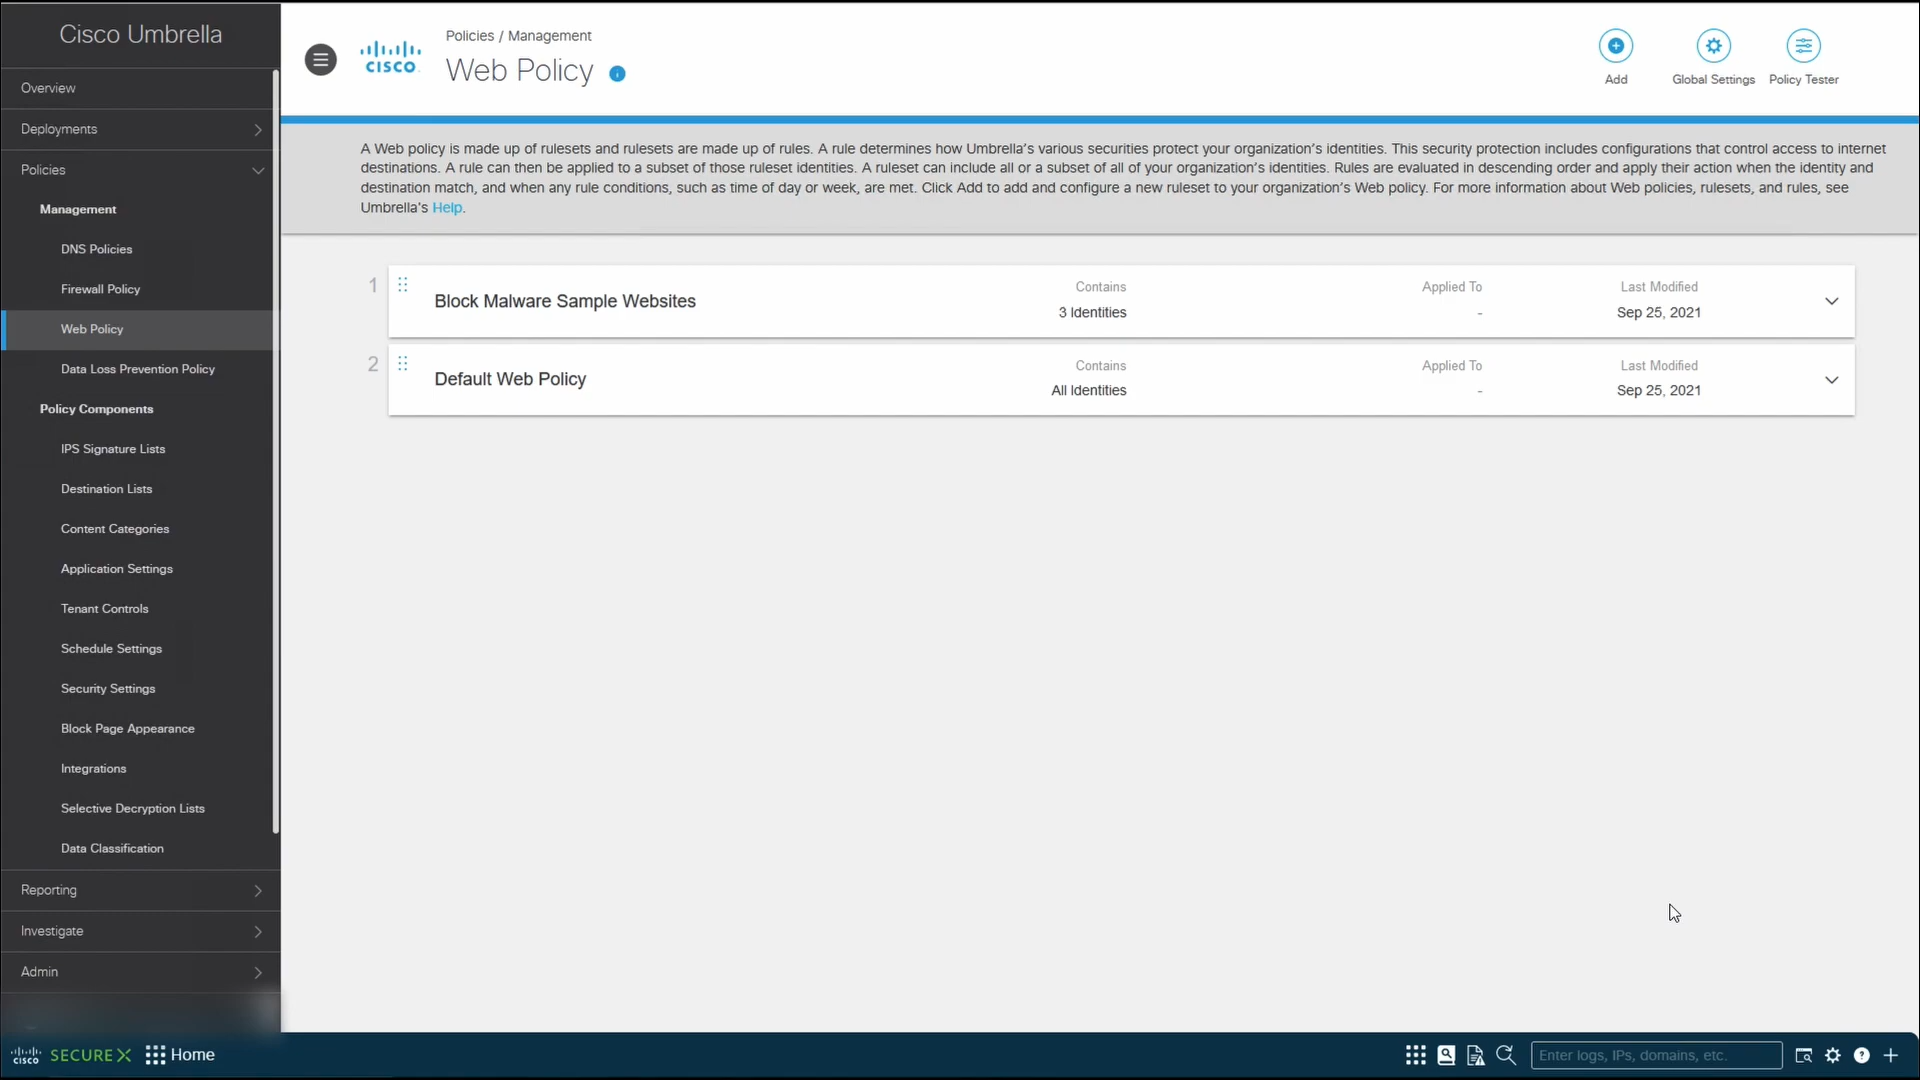 Cisco Umbrella
Overview
Deployments
Policies
Management
DNS Policies
Firewall Policy
Web Policy
Data Loss Prevention Policy
Policy Components
IPS Signature Lists
Destination Lists
Content Categories
Application Settings
Tenant Controls
Schedule Settings
Security Settings
Block Page Appearance
Integrations
Selective Decryption Lists
Data Classification
Reporting
Investigate
Admin
CISCO
Policies / Management
Web Policy
Add
Global Settings
Policy Tester
A Web policy is made up of rulesets and rulesets are made up of rules. A rule determines how Umbrella's various securities protect your organization's identities. This security protection includes configurations that control access to internet
destinations. A rule can then be applied to a subset of those ruleset identities. A ruleset can include all or a subset of all of your organization's identities. Rules are evaluated in descending order and apply their action when the identity and
destination match, and when any rule conditions, such as time of day or week, are met. Click Add to add and configure a new ruleset to your organization's Web policy. For more information about Web policies, rulesets, and rules, see
Umbrella's Help.
1
Block Malware Sample Websites
Contains
3 Identities
Applied To
-
Last Modified
Sep 25, 2021
2
Default Web Policy
Contains
All Identities
Applied To
-
Last Modified
Sep 25, 2021
CISCO SECUREX
Home
Enter logs, IPs, domains, etc.